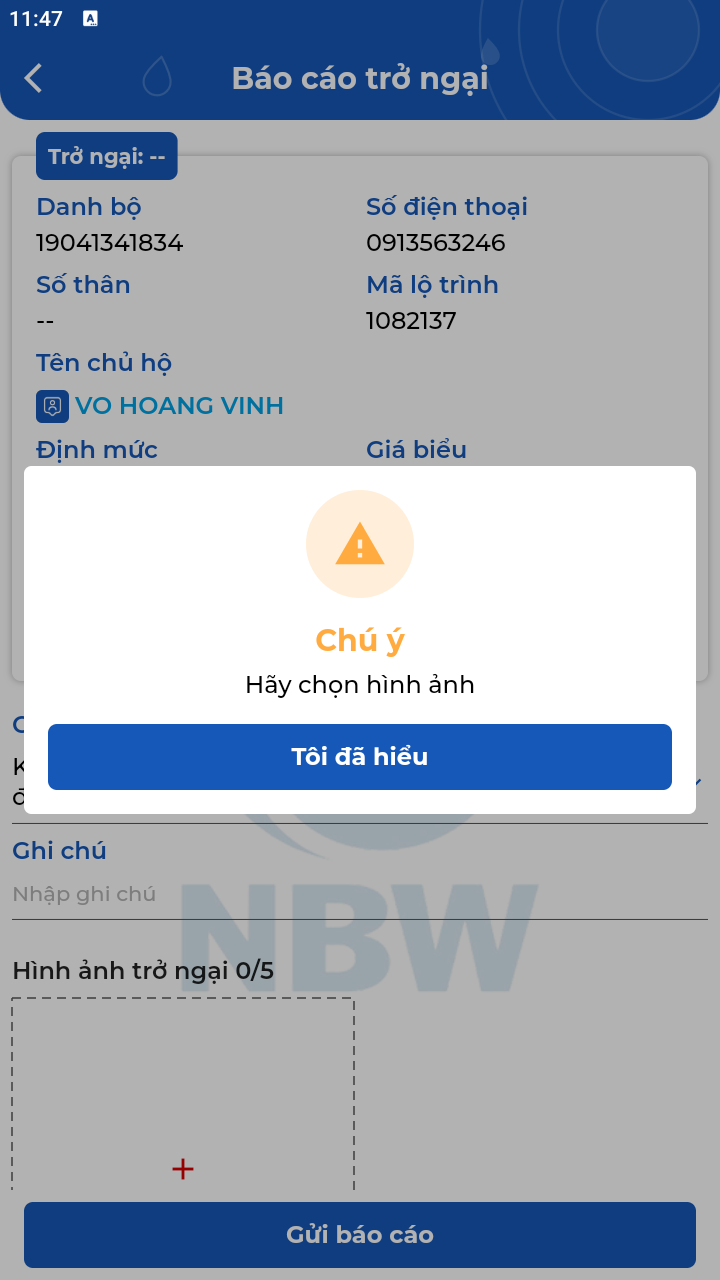 11:47
Báo cáo trở ngại
Trở ngại: --
Danh bộ
Số điện thoại
19041341834
0913563246
Số thân
Mã lộ trình
--
1082137
Tên chủ hộ
VO HOANG VINH
Định mức
Giá biểu
Chú ý
Hãy chọn hình ảnh
Tôi đã hiểu
Ghi chú
Nhập ghi chú
NBW
Hình ảnh trở ngại 0/5
Gửi báo cáo